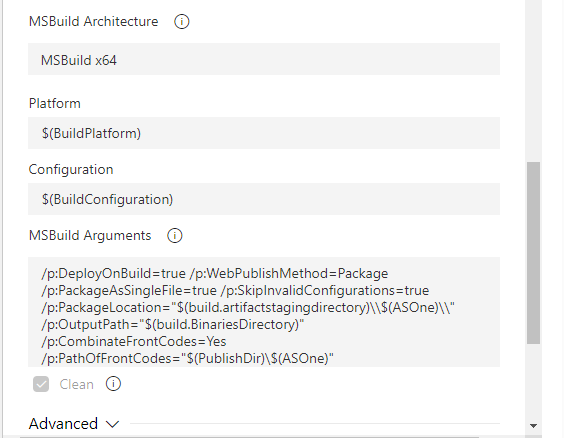 MSBuild Architecture
MSBuild x64
Platform
$(BuildPlatform)
Configuration
$(BuildConfiguration)
MSBuild Arguments
/p:DeployOnBuild=true /p:WebPublishMethod=Package
/p:PackageAsSingleFile=true /p:SkipInvalidConfigurations=true
/p:PackageLocation="$(build.artifactstagingdirectory)\\$(ASOne)\\"
/p:OutputPath="$(build.BinariesDirectory)"
/p:CombinateFrontCodes=Yes
/p:PathOfFrontCodes="$(PublishDir)\$(ASOne)"
Clean
Advanced